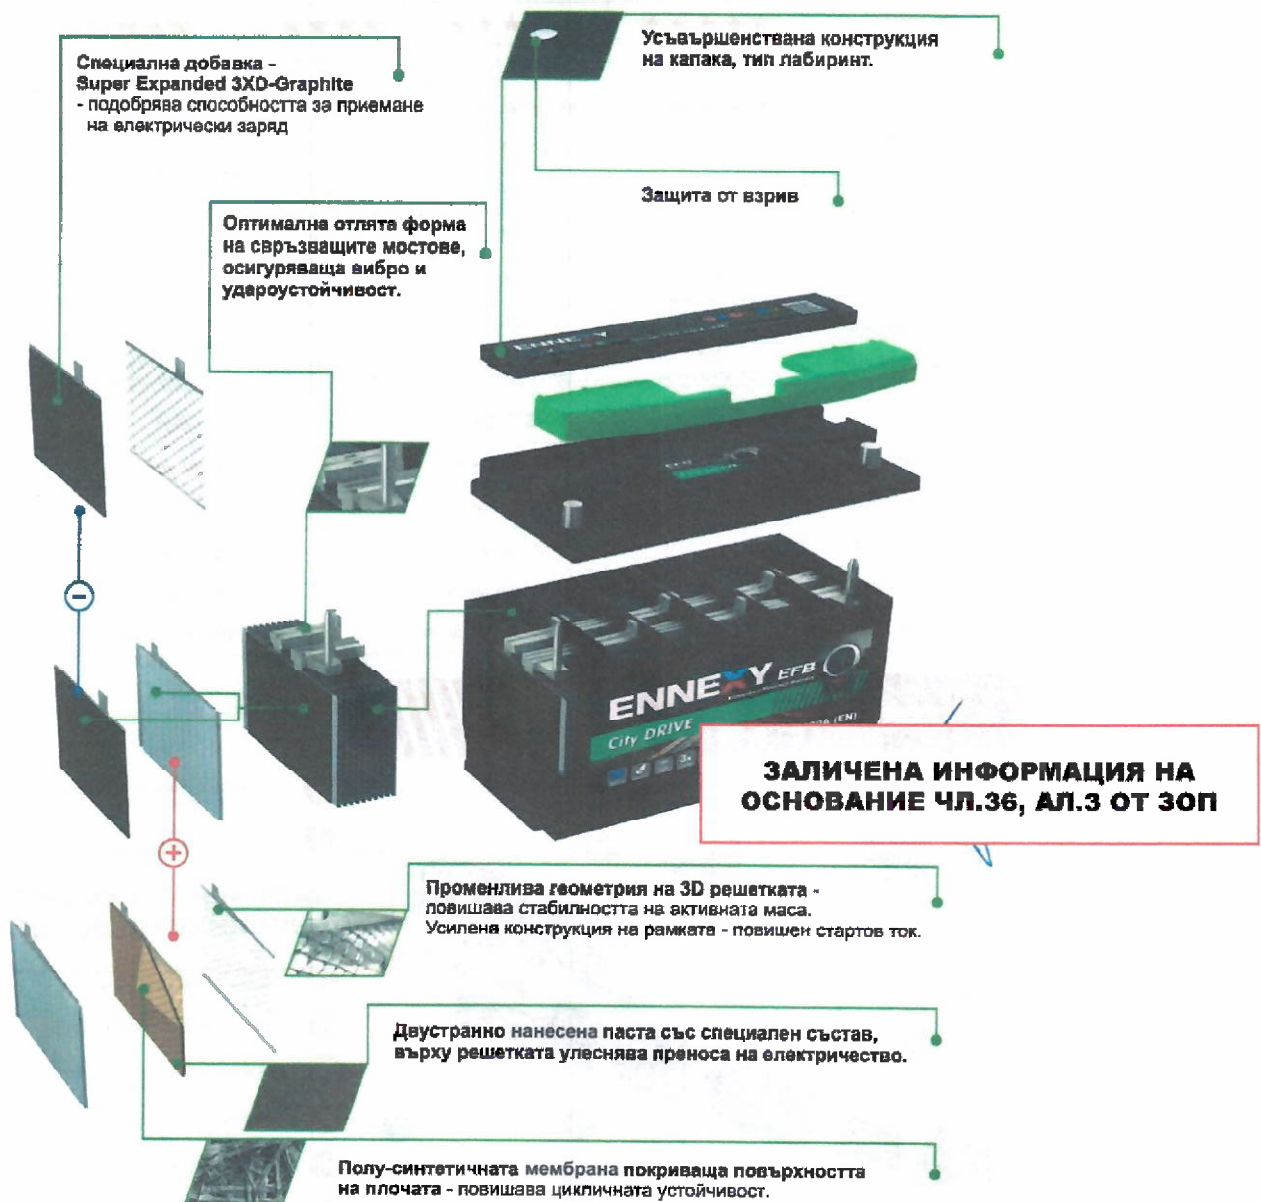 Специална добавка -
Super Expanded 3XD-Graphite
- подобрява способността за приемане
на електрически заряд
Усъвършенствана конструкция
на капака, тип лабиринт.
Защита от взрив
Оптимална отлята форма
на свръзващите мостове,
осигуряваща вибро и
удароустойчивост.
ENNEXY
EFB
ENNEXY EFB
City DRIVE
(EN)
ЗАЛИЧЕНА ИНФОРМАЦИЯ НА
ОСНОВАНИЕ ЧЛ.36, АЛ.3 ОТ ЗОП
Променлива геометрия на 3D решетката -
повишава стабилността на активната маса.
Усилена конструкция на рамката - повишен стартов ток.
Двустранно нанесена паста със специален състав,
върху решетката улеснява преноса на електричество.
Полу-синтетичната мембрана покриваща повърхността
на плочата - повишава цикличната устойчивост.